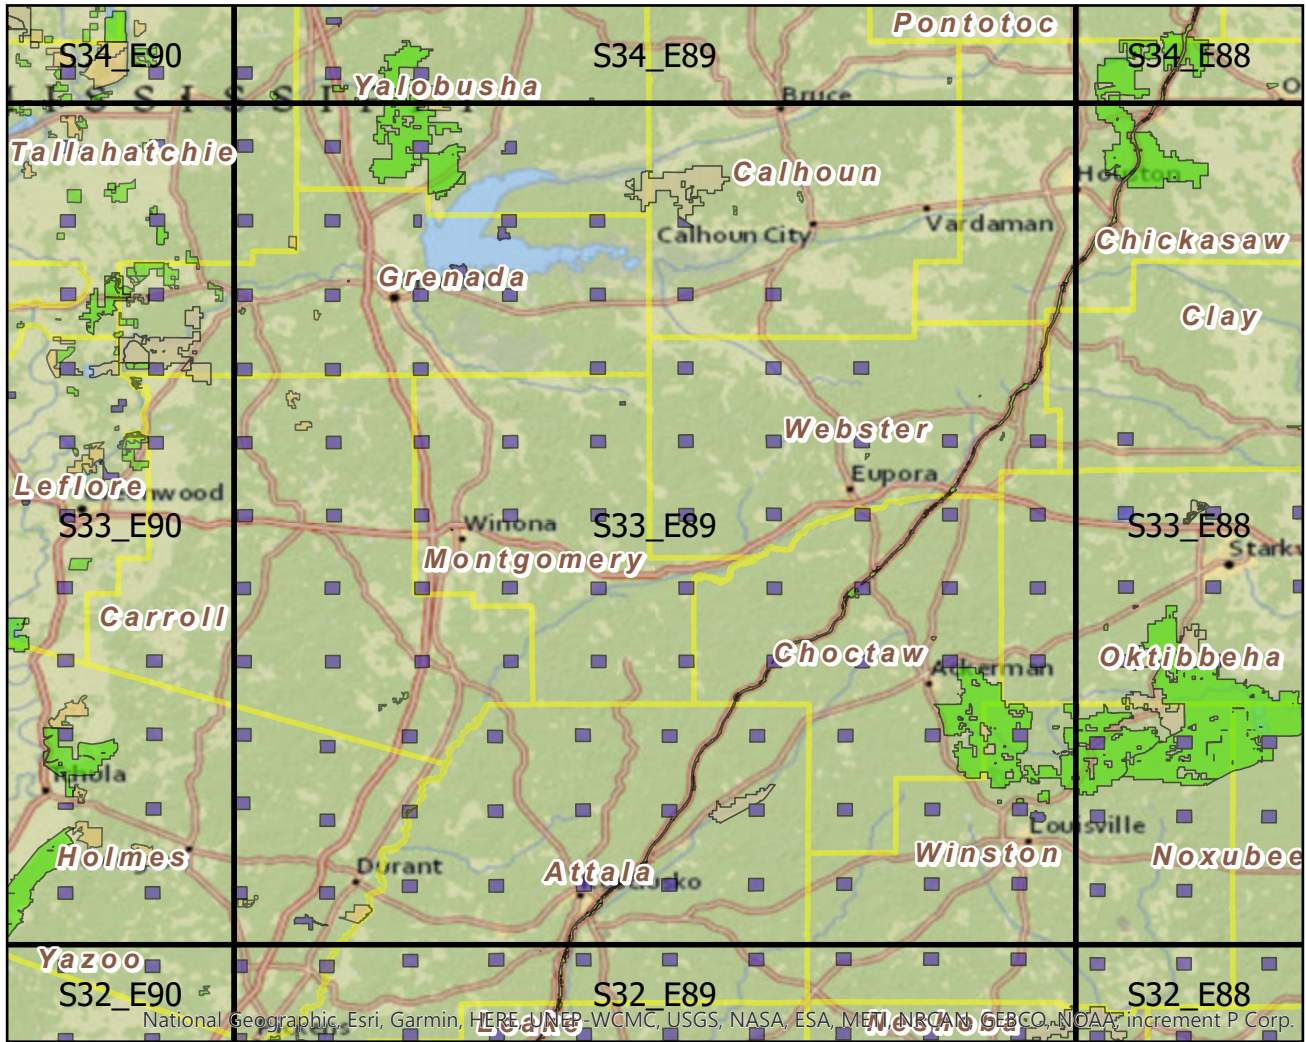 Pontotoc
S34_E90
S34_E89
S34_E88
Yalobusha
Bruce
Tallahatchie
Calhoun
Houston
Calhoun City
Vardaman
Chickasaw
Grenada
Clay
Webster
Eupora
Leflore
Winona
S33_E90
S33_E89
S33_E88
Montgomery
Carroll
Choctaw
Ackerman
Oktibbeha
Louisville
Holmes
Durant
Attala
Winston
Noxubee
Yazoo
S32_E90
S32_E89
S32_E88
Leake
Neshoba
National Geographic, Esri, Garmin, HERE, UNEP-WCMC, USGS, NASA, ESA, METI, NRCAN, GEBCO, NOAA, increment P Corp.